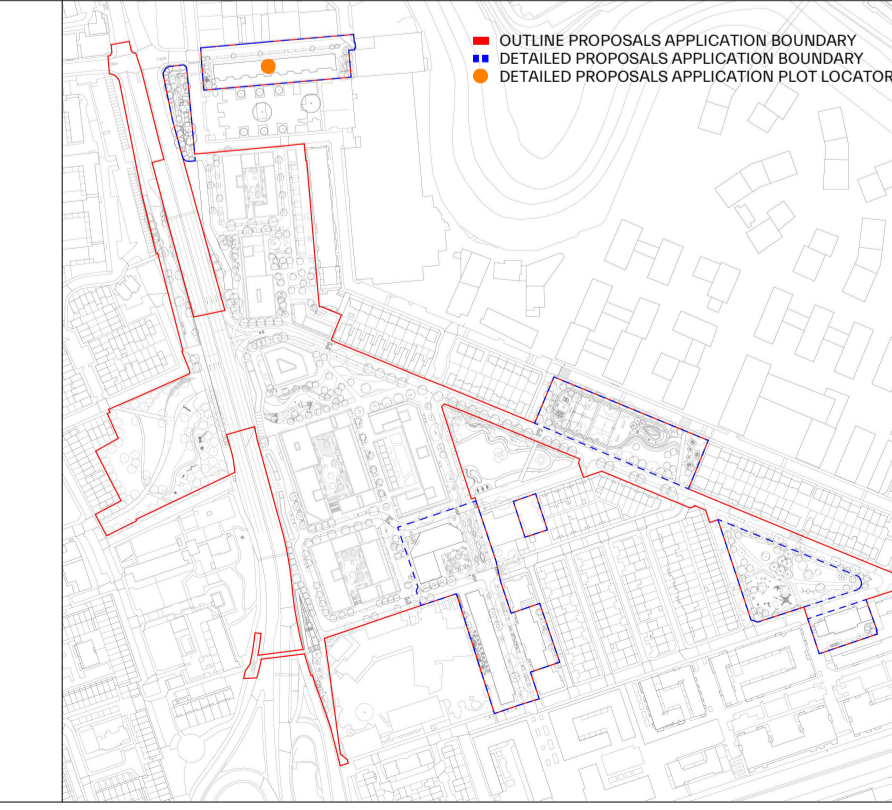 OUTLINE PROPOSALS APPLICATION BOUNDARY
DETAILED PROPOSALS APPLICATION BOUNDARY
DETAILED PROPOSALS APPLICATION PLOT LOCATOR